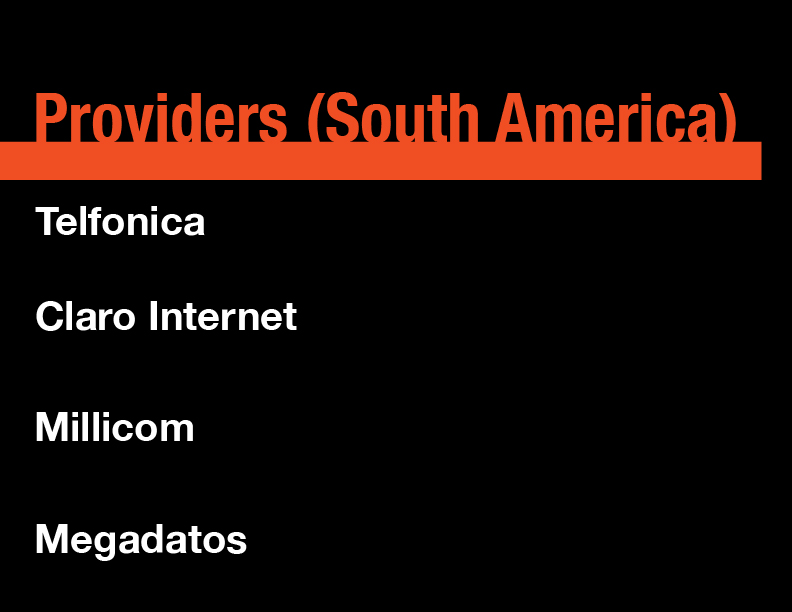 Providers (South America)
Telfonica
Claro Internet
Millicom
Megadatos